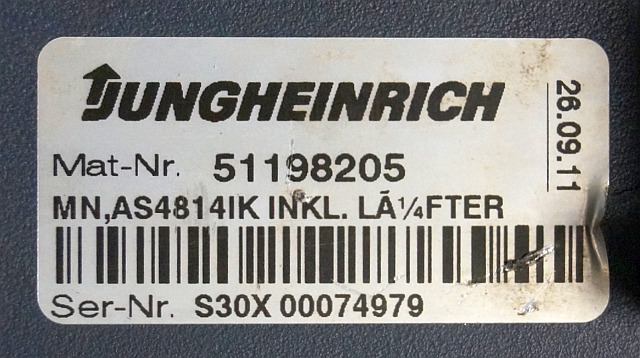 JUNGHEINRICH
26.09.11
Mat-Nr. 51198205
MN,AS4814IK INKL. LÃ¼FTER
Ser-Nr. S30X 00074979